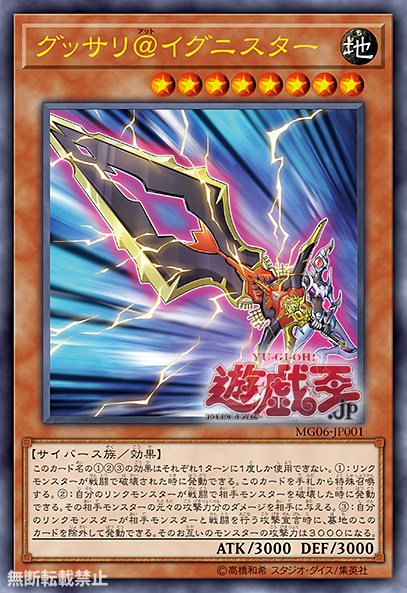 アット
グッサリ@イグニスター
地
YU-GI-OH!
遊戯王
.JP
MG06-JP001
【サイバース族/効果】
このカード名の①②③の効果はそれぞれ1ターンに1度しか使用できない。①:リンク
モンスターが戦闘で破壊された時に発動できる。このカードを手札から特殊召喚
する。②:自分のリンクモンスターが戦闘で相手モンスターを破壊した時に発動
できる。その相手モンスターの元々の攻撃力分のダメージを相手に与える。③:自分
のリンクモンスターが相手モンスターと戦闘を行う攻撃宣言時に、墓地のこの
カードを除外して発動できる。そのお互いのモンスターの攻撃力は3000になる。
ATK/3000 DEF/3000
無断転載禁止
©高橋和希 スタジオ・ダイス/集英社